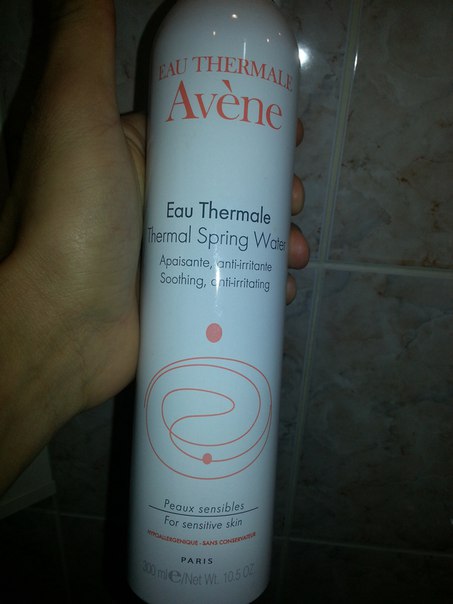 EAU THERMALE
Avène
Eau Thermale
Thermal Spring Water
Apaisante, anti-irritante
Soothing, anti-irritating
Peaux sensibles
For sensitive skin
HYPOALLERGÉNIQUE - SANS CONSERVATEUR
PARIS
300 ml ℮/Net Wt. 10.5 OZ.